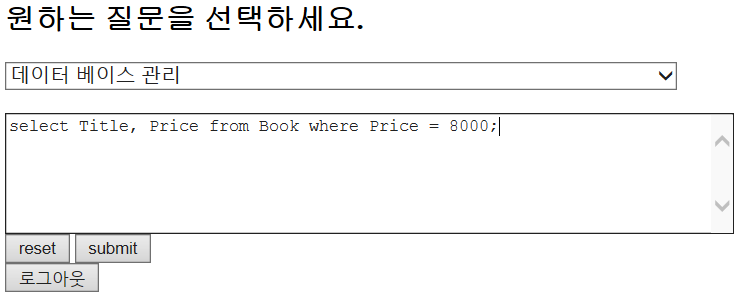 원하는 질문을 선택하세요.
데이터 베이스 관리
select Title, Price from Book where Price = 8000;
reset submit
로그아웃